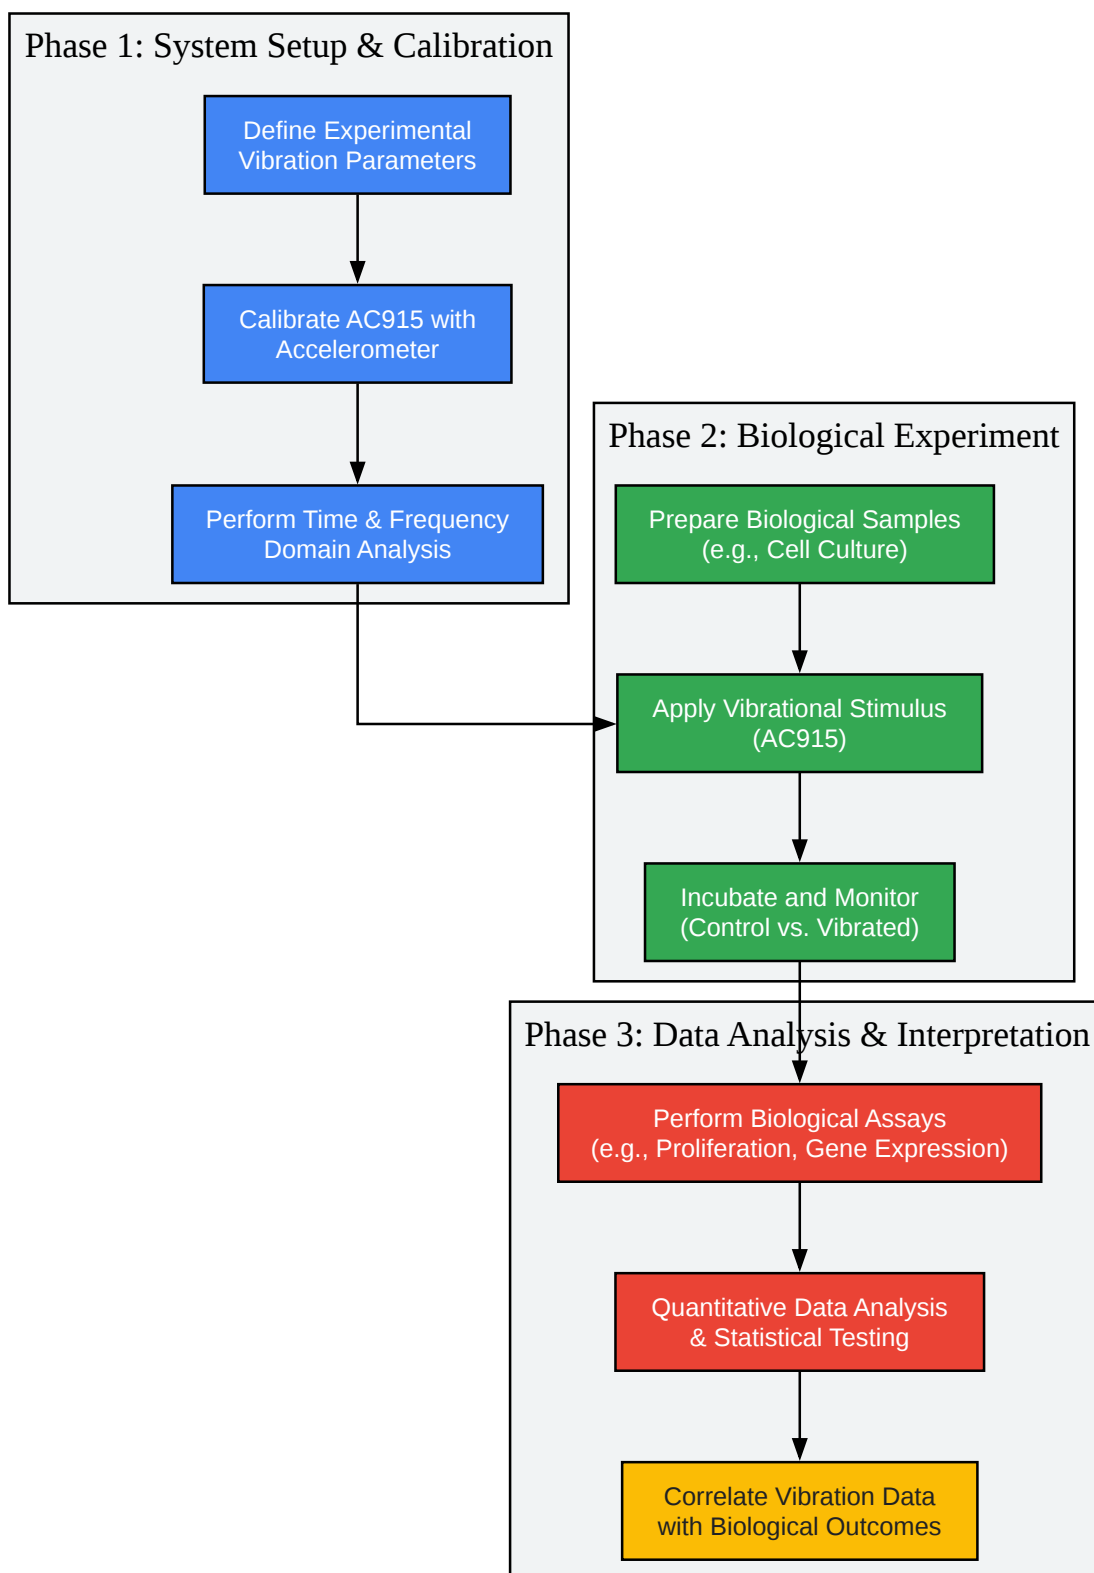 Phase 1: System Setup & Calibration
Define Experimental
Vibration Parameters
Calibrate AC915 with
Accelerometer
Perform Time & Frequency
Domain Analysis
Phase 2: Biological Experiment
Prepare Biological Samples
(e.g., Cell Culture)
Apply Vibrational Stimulus
(AC915)
Incubate and Monitor
(Control vs. Vibrated)
Phase 3: Data Analysis & Interpretation
Perform Biological Assays
(e.g., Proliferation, Gene Expression)
Quantitative Data Analysis
& Statistical Testing
Correlate Vibration Data
with Biological Outcomes